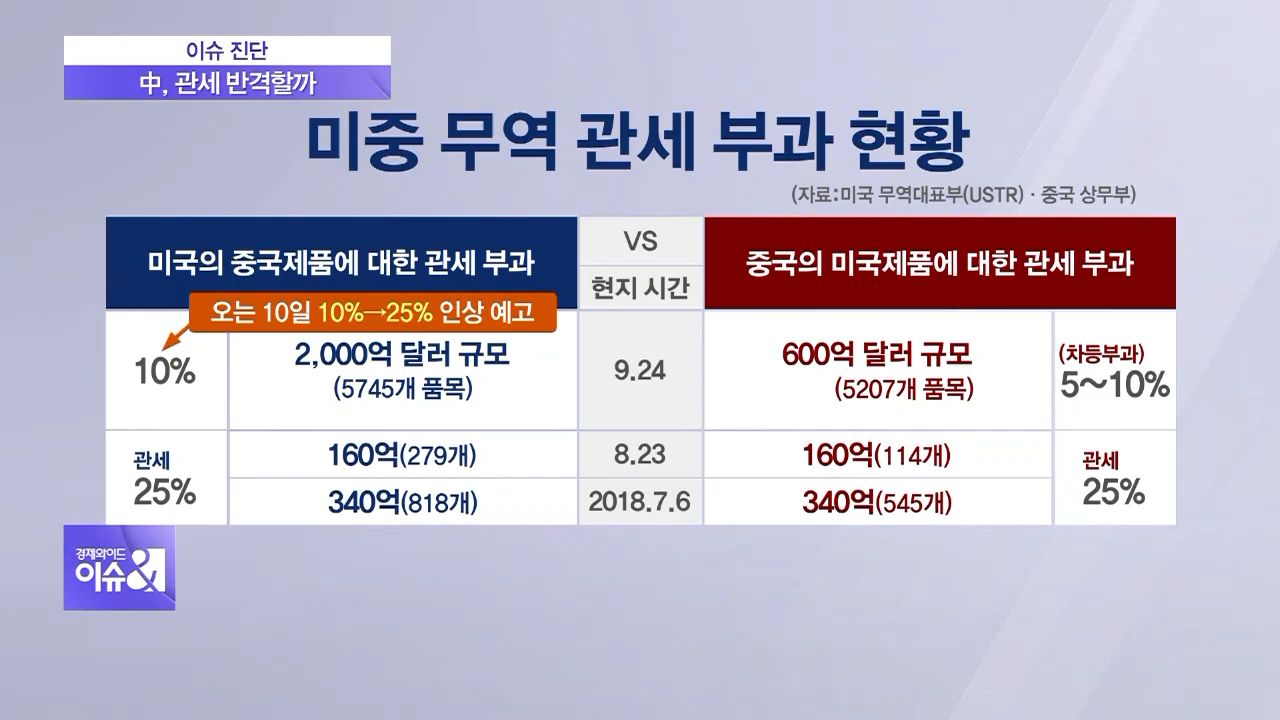 이슈 진단
中, 관세 반격할까
미중 무역 관세 부과 현황
(자료:미국 무역대표부(USTR)·중국 상무부)
미국의 중국제품에 대한 관세 부과
VS
현지 시간
중국의 미국제품에 대한 관세 부과
오는 10일 10%→25% 인상 예고
10%
2,000억 달러 규모
(5745개 품목)
9.24
600억 달러 규모
(5207개 품목)
(차등부과)
5~10%
관세
25%
160억(279개)
8.23
160억(114개)
관세
25%
340억(818개)
2018.7.6
340억(545개)
경제와이드
이슈&